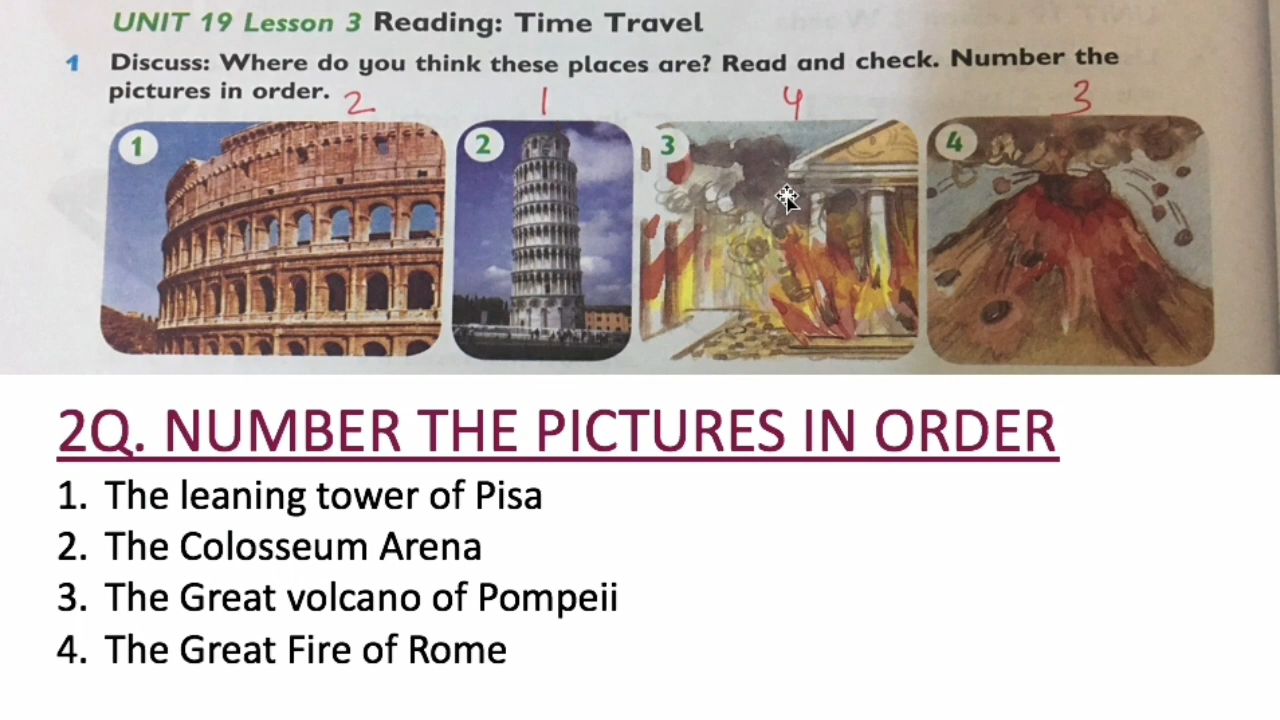 UNIT 19 Lesson 3 Reading: Time Travel
1 Discuss: Where do you think these places are? Read and check. Number the
pictures in order.
2 1 4 3
1 2 3 4
2Q. NUMBER THE PICTURES IN ORDER
1. The leaning tower of Pisa
2. The Colosseum Arena
3. The Great volcano of Pompeii
4. The Great Fire of Rome